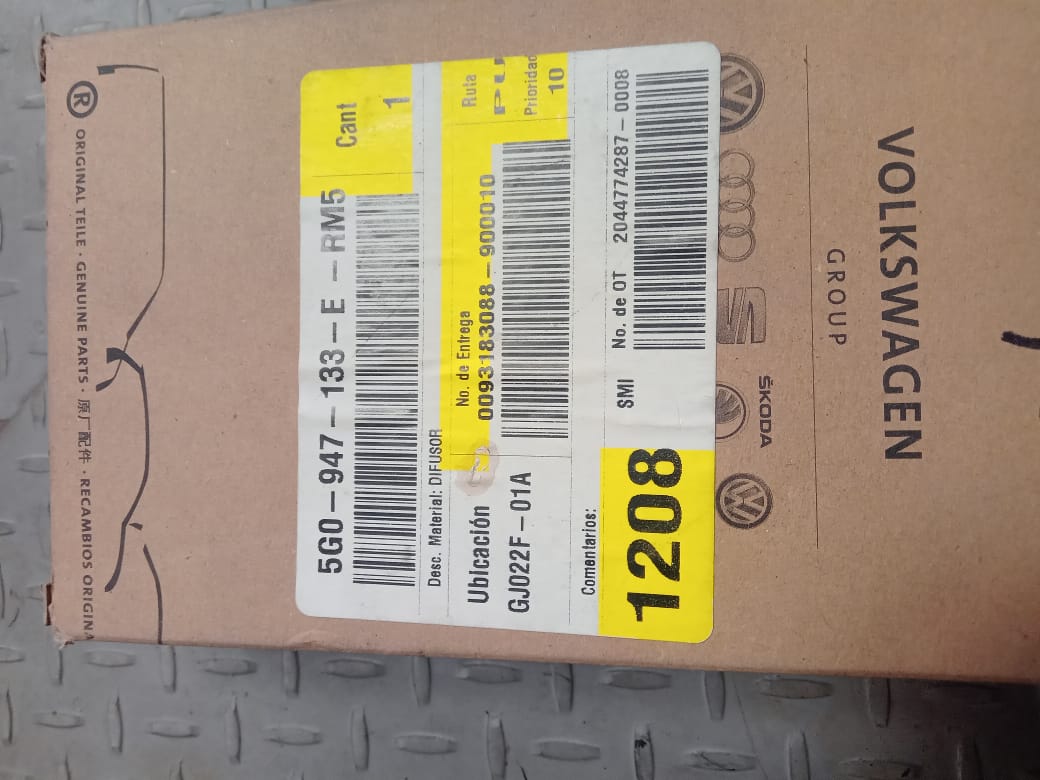 ® ORIGINAL TEILE · GENUINE PARTS · 原厂配件 · RECAMBIOS ORIGINA
5G0-947-133-E -RM5
Cant
1
Desc. Material: DIFUSOR
Ubicación
GJ022F-01A
No. de Entrega
0093183088-900010
Ruta
PU
Prioridad
10
Comentarios:
1208
SMI
No. de OT 2044774287-0008
ŠKODA
VOLKSWAGEN
GROUP